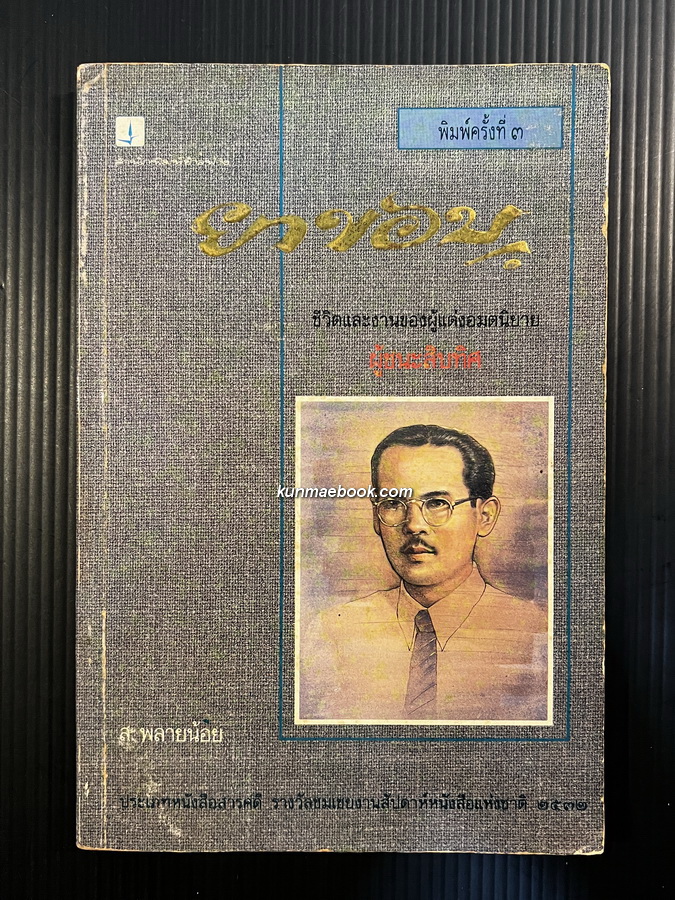 พิมพ์ครั้งที่ ๓
ยาขอบ
ชีวิตและงานของผู้แต่งอมตนิยาย
ผู้ชนะสิบทิศ
kunmaebook.com
ส. พลายน้อย
ประเภทหนังสือสารคดี รางวัลชมเชยงานสัปดาห์หนังสือแห่งชาติ ๒๕๓๒